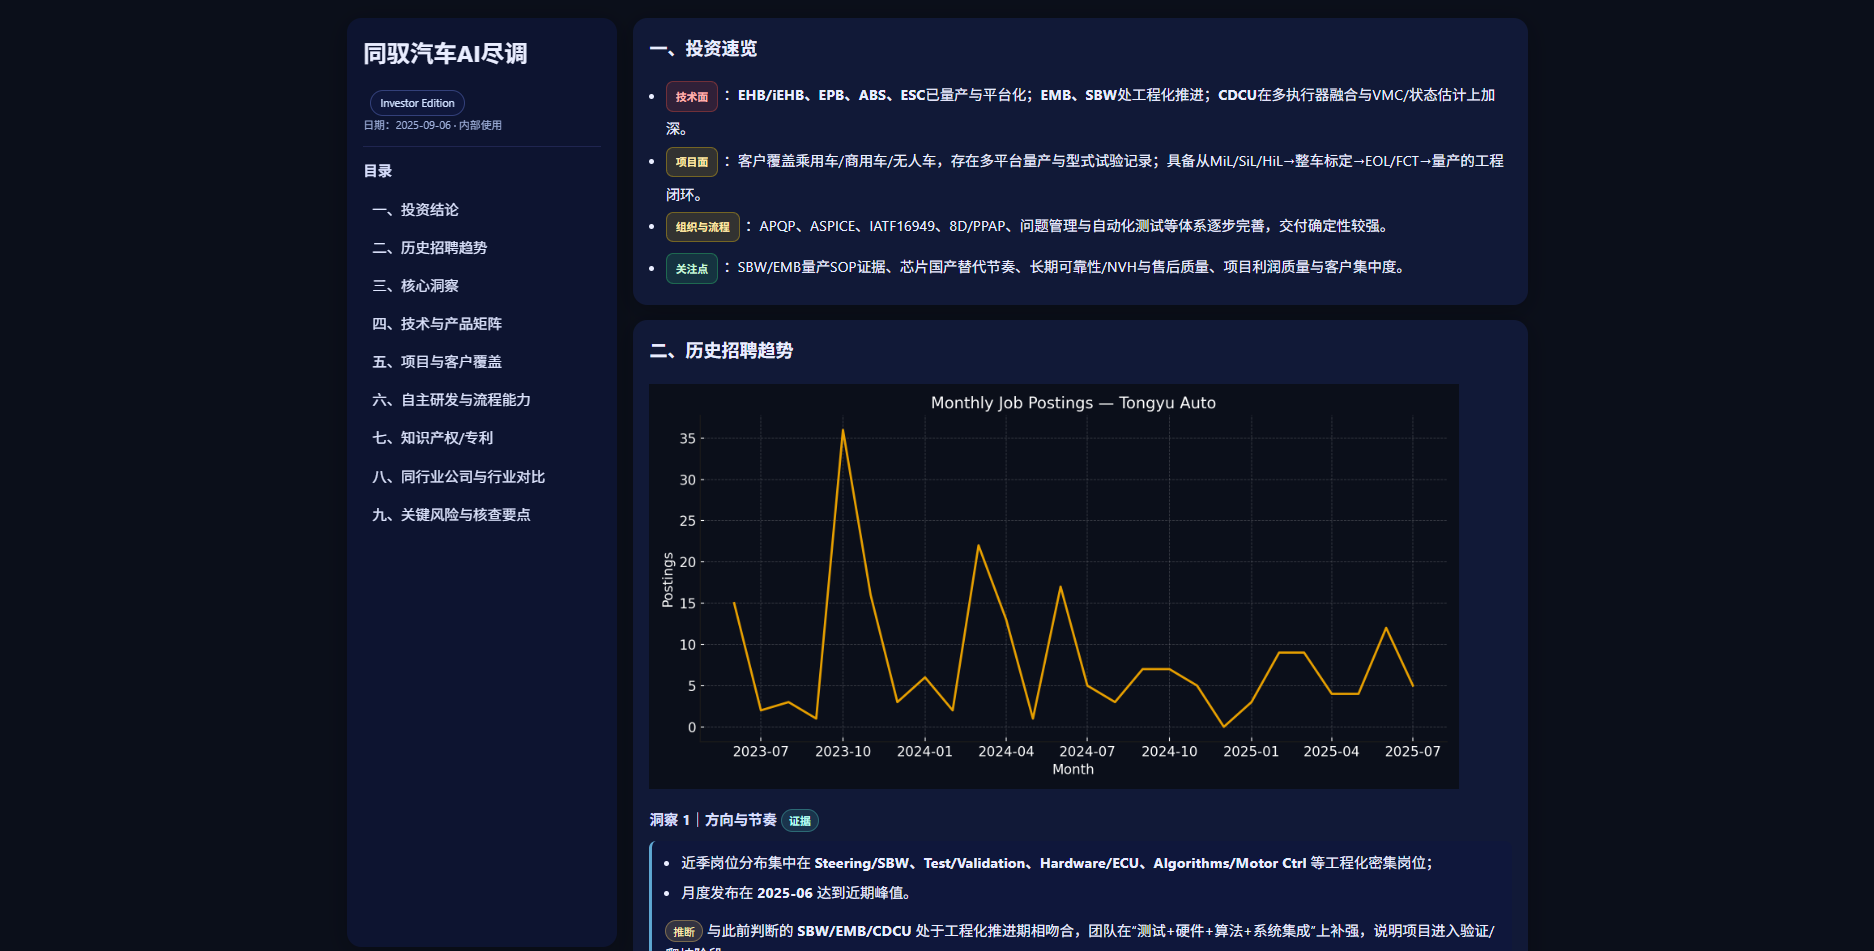 同驭汽车AI尽调
Investor Edition
日期：2025-09-06 · 内部使用
目录
一、投资结论
二、历史招聘趋势
三、核心洞察
四、技术与产品矩阵
五、项目与客户覆盖
六、自主研发与流程能力
七、知识产权/专利
八、同行业公司与行业对比
九、关键风险与核查要点
一、投资速览
技术面 ：EHB/iEHB、EPB、ABS、ESC已量产与平台化；EMB、SBW处工程化推进；CDCU在多执行器融合与VMC/状态估计上加
深。
项目面 ：客户覆盖乘用车/商用车/无人车，存在多平台量产与型式试验记录；具备从MiL/SiL/HiL→整车标定→EOL/FCT→量产的工程
闭环。
组织与流程 ：APQP、ASPICE、IATF16949、8D/PPAP、问题管理与自动化测试等体系逐步完善，交付确定性较强。
关注点 ：SBW/EMB量产SOP证据、芯片国产替代节奏、长期可靠性/NVH与售后质量、项目利润质量与客户集中度。
二、历史招聘趋势
Monthly Job Postings — Tongyu Auto
Postings
35
30
25
20
15
10
5
0
2023-07 2023-10 2024-01 2024-04 2024-07 2024-10 2025-01 2025-04 2025-07
Month
洞察 1｜方向与节奏 证据
近季岗位分布集中在 Steering/SBW、Test/Validation、Hardware/ECU、Algorithms/Motor Ctrl 等工程化密集岗位；
月度发布在 2025-06 达到近期峰值。
推断 与此前判断的 SBW/EMB/CDCU 处于工程化推进期相吻合，团队在“测试+硬件+算法+系统集成”上补强，说明项目进入验证/